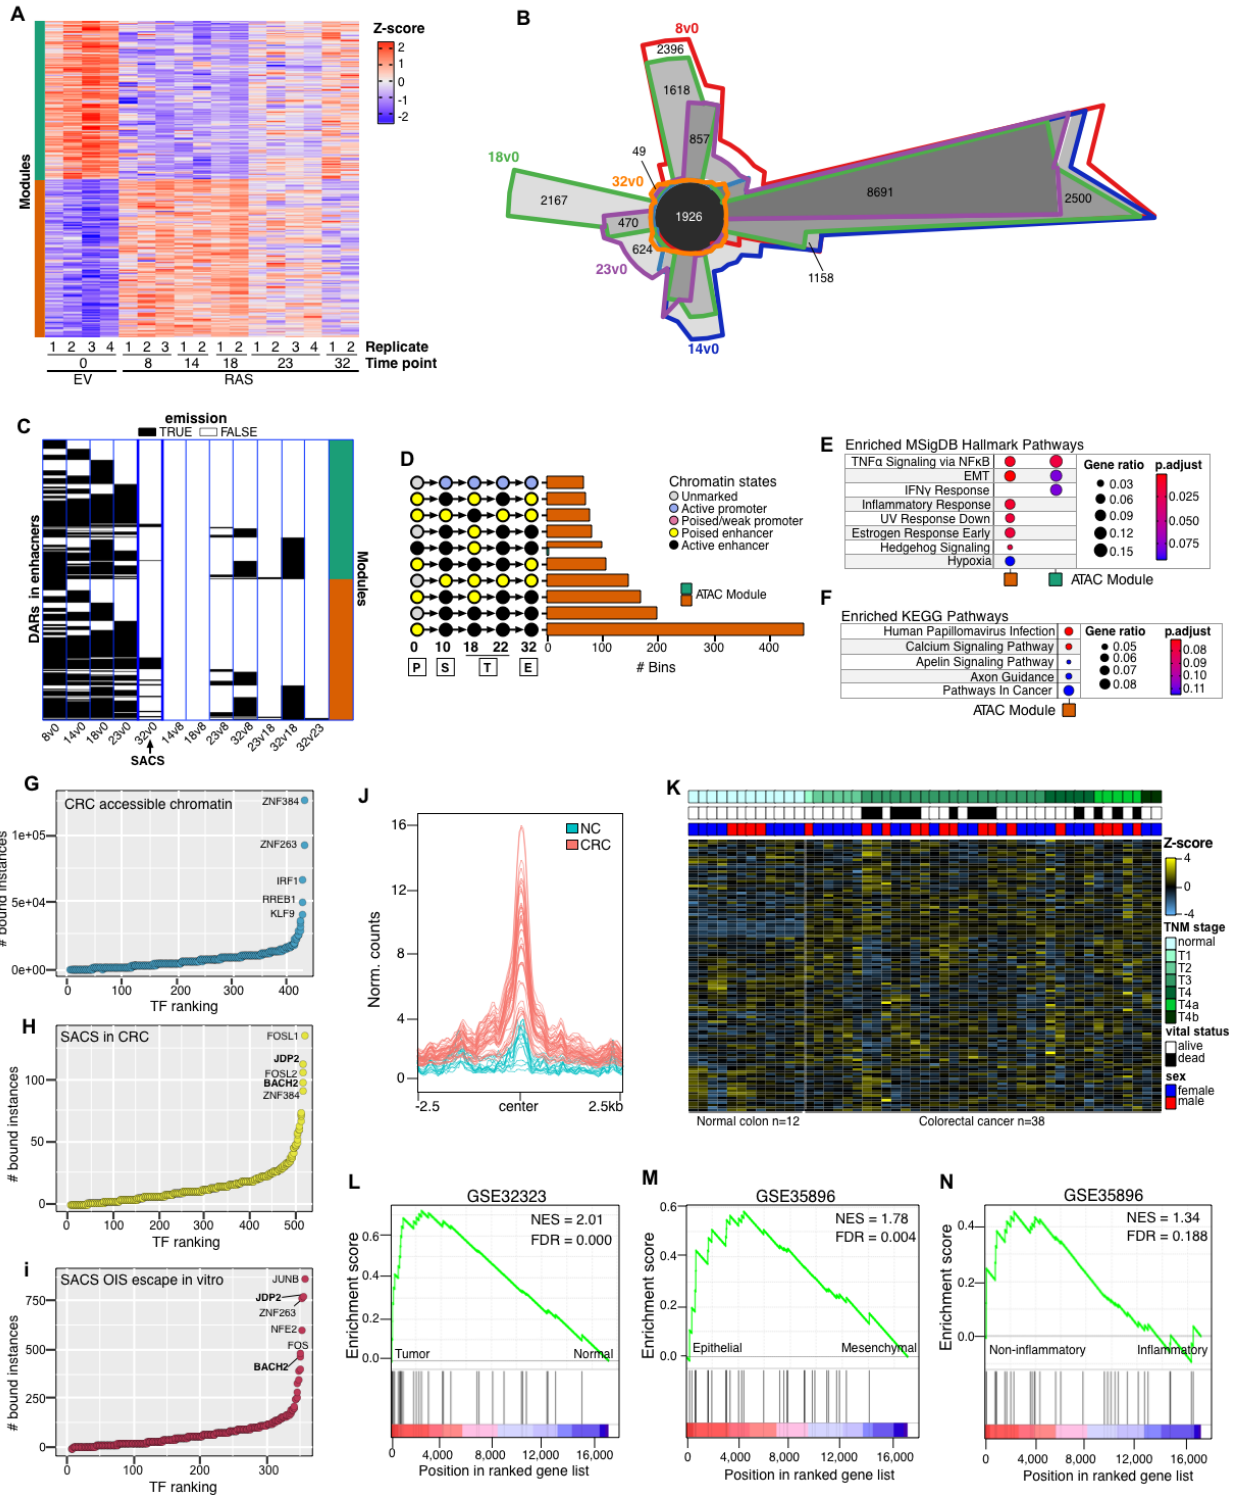 A
Z-score
2
1
0
-1
-2
Modules
1 2 3 4 1 2 3 1 2 1 2 1 2 3 4 1 2 Replicate
0 8 14 18 23 32 Time point
EV RAS
B
8v0
2396
1618
857
49
18v0
32v0
2167
470
1926
624
23v0
8691
2500
1158
14v0
C
emission
TRUE FALSE
DARs in enhacners
Modules
8v0 14v0 18v0 23v0 32v0 14v8 18v8 23v8 32v8 23v18 32v18 32v23
SACS
D
Chromatin states
Unmarked
Active promoter
Poised/weak promoter
Poised enhancer
Active enhancer
ATAC Module
0 10 18 22 32
P S T E
0 100 200 300 400
# Bins
E
Enriched MSigDB Hallmark Pathways
TNFα Signaling via NFκB
EMT
IFNγ Response
Inflammatory Response
UV Response Down
Estrogen Response Early
Hedgehog Signaling
Hypoxia
ATAC Module
Gene ratio
0.03
0.06
0.09
0.12
0.15
p.adjust
0.025
0.050
0.075
F
Enriched KEGG Pathways
Human Papillomavirus Infection
Calcium Signaling Pathway
Apelin Signaling Pathway
Axon Guidance
Pathways In Cancer
ATAC Module
Gene ratio
0.05
0.06
0.07
0.08
p.adjust
0.08
0.09
0.10
0.11
G
CRC accessible chromatin
ZNF384
ZNF263
IRF1
RREB1
KLF9
# bound instances
1e+05
5e+04
0e+00
0 100 200 300 400
TF ranking
H
SACS in CRC
FOSL1
JDP2
FOSL2
BACH2
ZNF384
# bound instances
100
50
0
0 100 200 300 400 500
TF ranking
i
SACS OIS escape in vitro
JUNB
JDP2
ZNF263
NFE2
FOS
BACH2
# bound instances
750
500
250
0
0 100 200 300
TF ranking
J
NC
CRC
Norm. counts
16
12
8
4
0
-2.5 center 2.5kb
K
Z-score
4
0
-4
TNM stage
normal
T1
T2
T3
T4
T4a
T4b
vital status
alive
dead
sex
female
male
Normal colon n=12 Colorectal cancer n=38
L
GSE32323
NES = 2.01
FDR = 0.000
Enrichment score
0.6
0.4
0.2
0.0
Tumor Normal
0 4,000 8,000 12,000 16,000
Position in ranked gene list
M
GSE35896
NES = 1.78
FDR = 0.004
Enrichment score
0.6
0.4
0.2
0.0
Epithelial Mesenchymal
0 4,000 8,000 12,000 16,000
Position in ranked gene list
N
GSE35896
NES = 1.34
FDR = 0.188
Enrichment score
0.4
0.2
0.0
Non-inflammatory Inflammatory
0 4,000 8,000 12,000 16,000
Position in ranked gene list